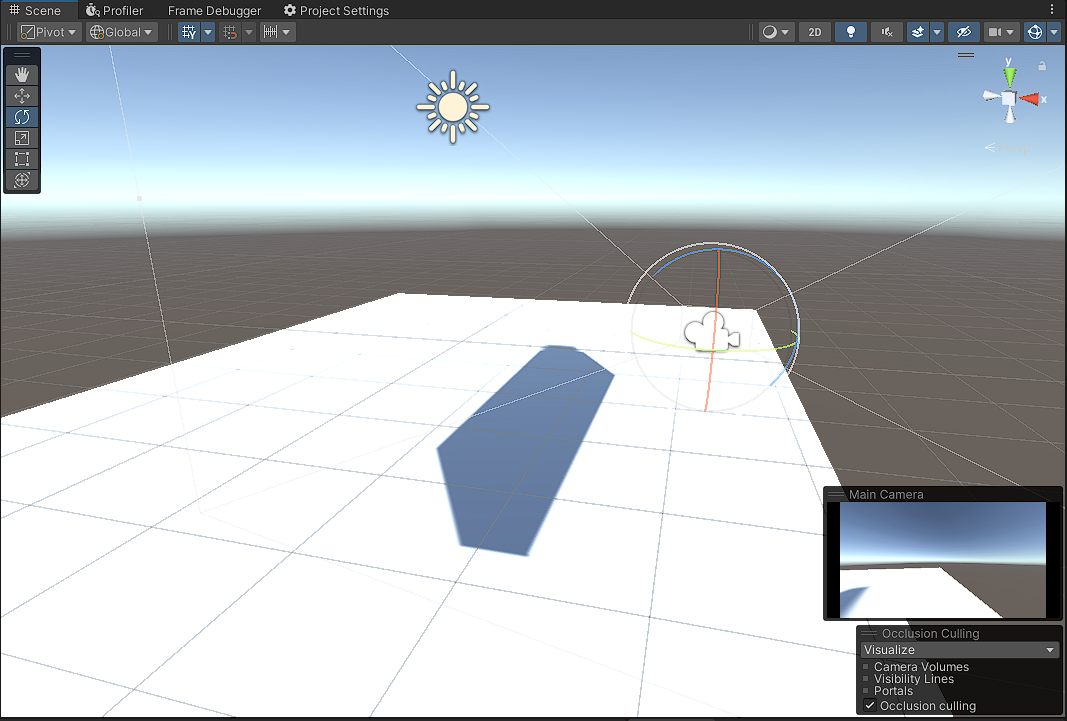 Scene Profiler Frame Debugger Project Settings
Pivot Global 2D
y
x
Main Camera
Occlusion Culling
Visualize
Camera Volumes
Visibility Lines
Portals
Occlusion culling